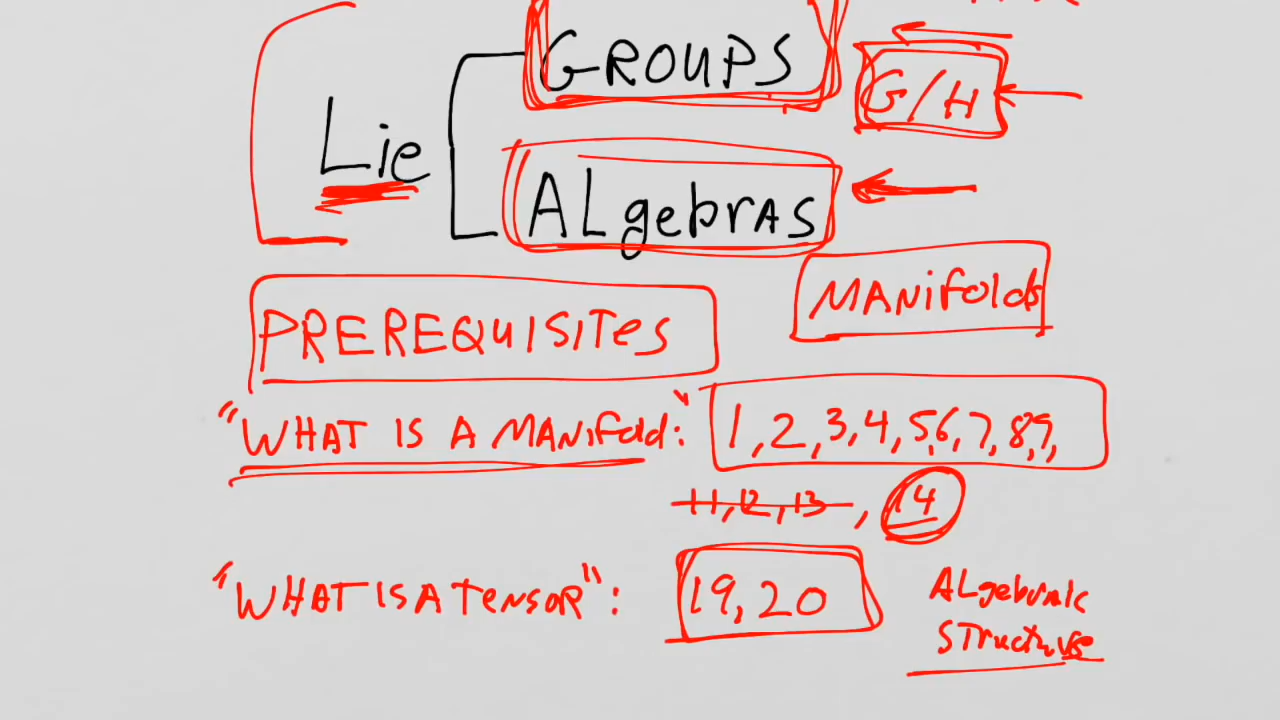 GROUPS
G/H
Lie
ALgebrAS
MANifolds
PREREQUISITes
"WHAT IS A MANifold": 1, 2, 3, 4, 5, 6, 7, 8, 9,
11, 12, 13, 14
"WHAT IS A TensoR": 19, 20
ALgebraic
STructure